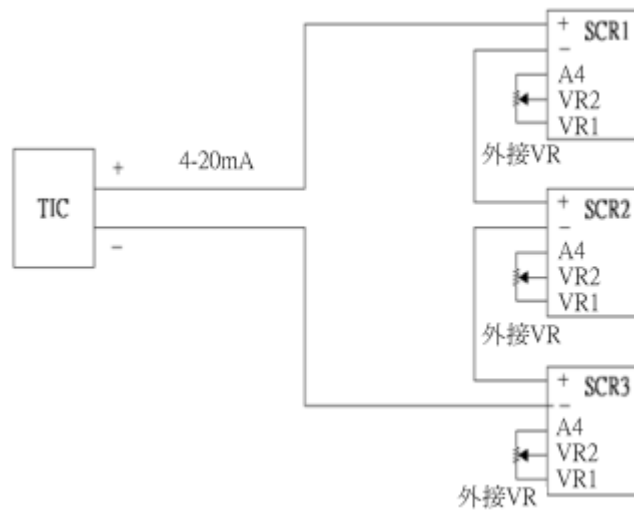 + SCR1
−
A4
VR2
VR1
外接VR
4-20mA
+
TIC
−
+ SCR2
−
A4
VR2
VR1
外接VR
+ SCR3
−
A4
VR2
VR1
外接VR